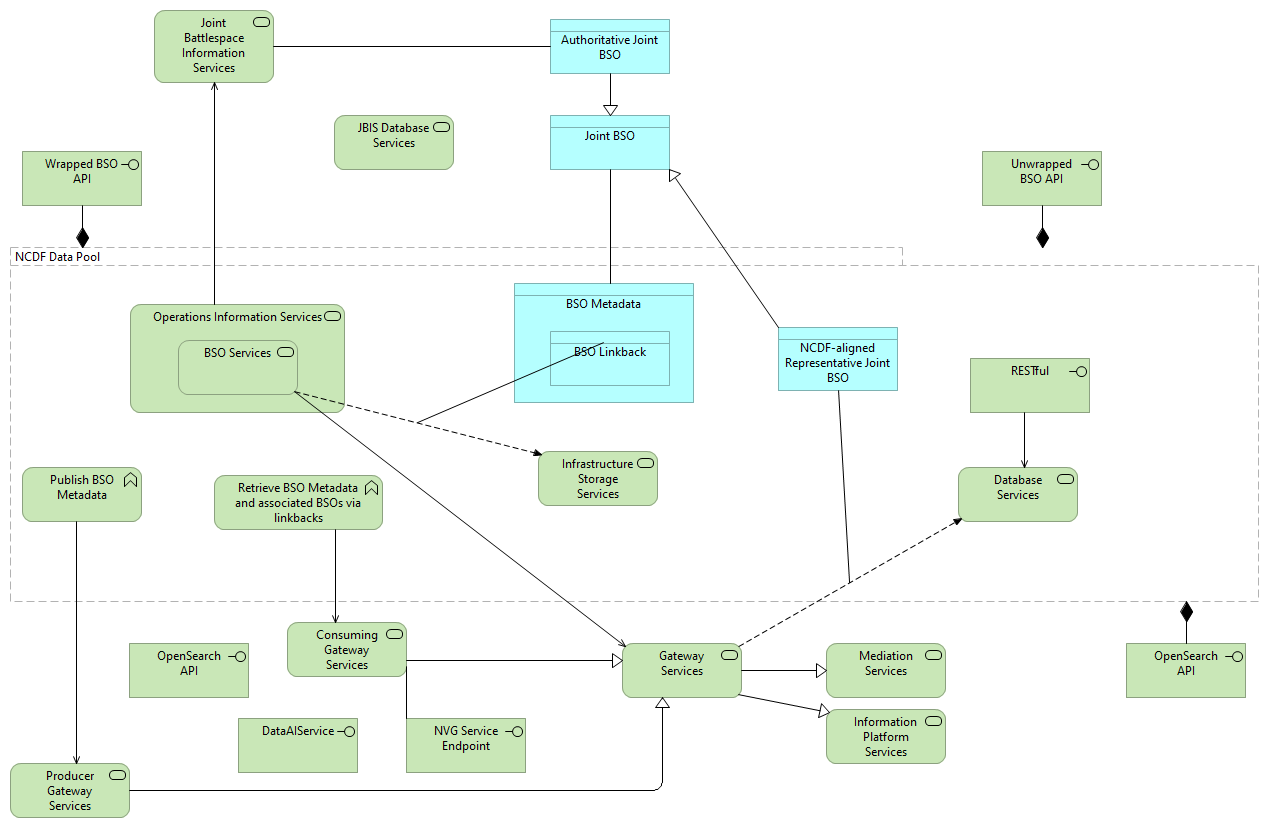 Joint
Battlespace
Information
Services
Authoritative Joint
BSO
JBIS Database
Services
Joint BSO
Wrapped BSO
API
Unwrapped
BSO API
NCDF Data Pool
Operations Information Services
BSO Services
BSO Metadata
BSO Linkback
NCDF-aligned
Representative Joint
BSO
RESTful
Publish BSO
Metadata
Retrieve BSO Metadata
and associated BSOs via
linkbacks
Infrastructure
Storage
Services
Database
Services
Consuming
Gateway
Services
OpenSearch
API
Gateway
Services
Mediation
Services
OpenSearch
API
DataAIService
NVG Service
Endpoint
Information
Platform
Services
Producer
Gateway
Services